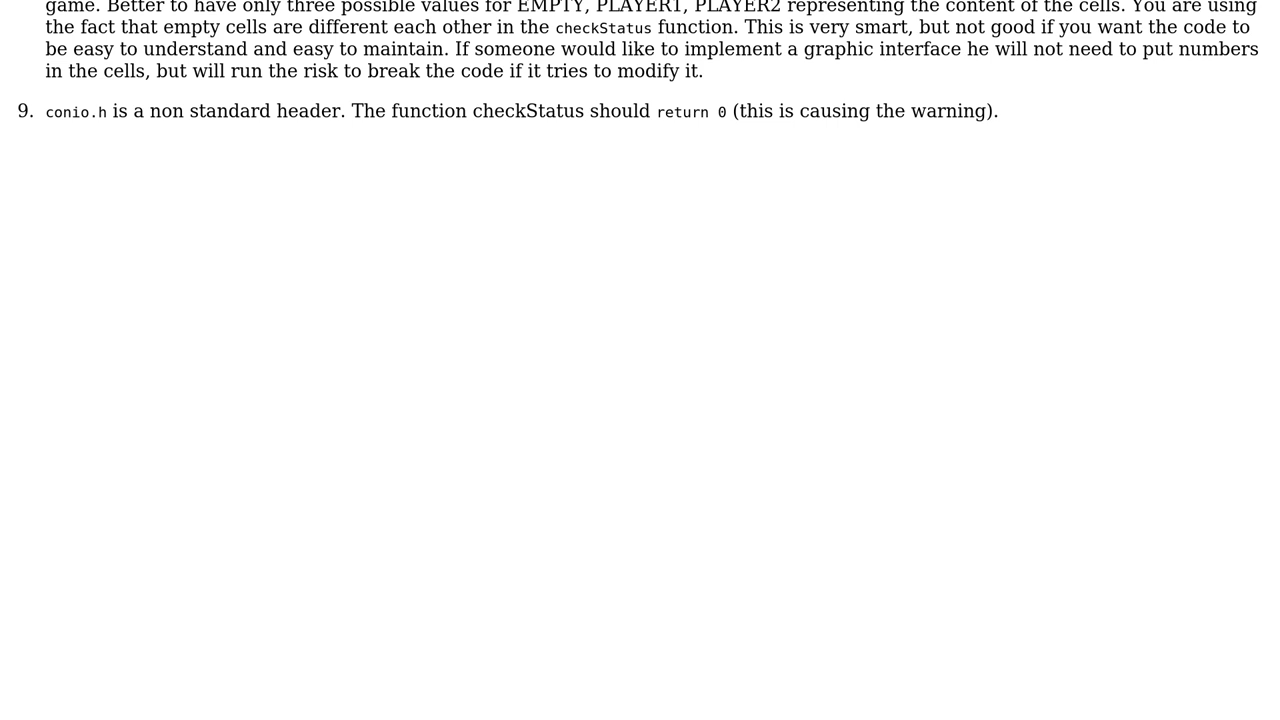 game. Better to have only three possible values for EMPTY, PLAYER1, PLAYER2 representing the content of the cells. You are using
the fact that empty cells are different each other in the checkStatus function. This is very smart, but not good if you want the code to
be easy to understand and easy to maintain. If someone would like to implement a graphic interface he will not need to put numbers
in the cells, but will run the risk to break the code if it tries to modify it.
9. conio.h is a non standard header. The function checkStatus should return 0 (this is causing the warning).